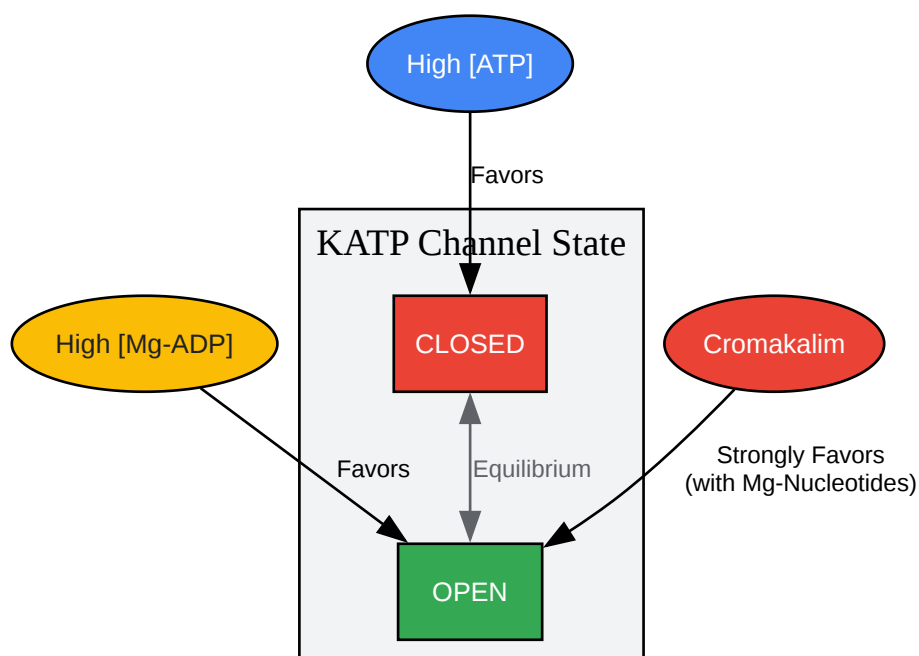 High [ATP]
Favors
KATP Channel State
CLOSED
High [Mg-ADP]
Cromakalim
Favors
Equilibrium
Strongly Favors
(with Mg-Nucleotides)
OPEN